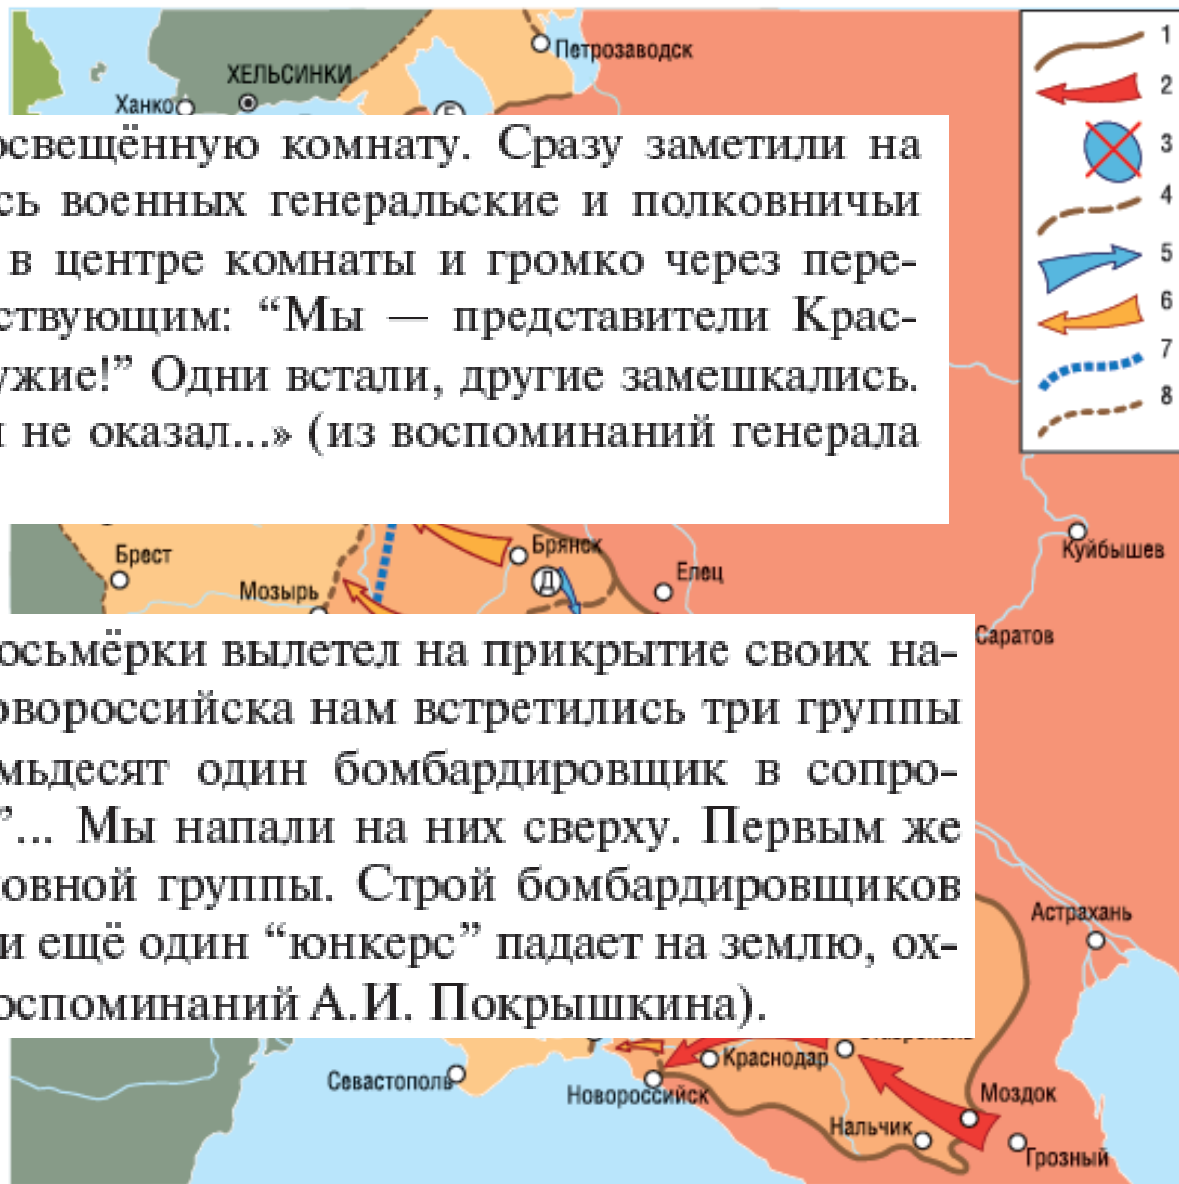 Петрозаводск
ХЕЛЬСИНКИ
Ханко
1
2
3
4
5
6
7
8
освещённую комнату. Сразу заметили на
сь военных генеральские и полковничьи
в центре комнаты и громко через пере-
ствующим: “Мы — представители Крас-
ужие!” Одни встали, другие замешкались.
не оказал...» (из воспоминаний генерала
Брест
Мозырь
Брянск
Д
Елец
Куйбышев
Саратов
осьмёрки вылетел на прикрытие своих на-
овороссийска нам встретились три группы
мьдесят один бомбардировщик в сопро-
”... Мы напали на них сверху. Первым же
овной группы. Строй бомбардировщиков
и ещё один “юнкерс” падает на землю, ох-
оспоминаний А.И. Покрышкина).
Астрахань
Краснодар
Севастополь
Новороссийск
Моздок
Нальчик
Грозный